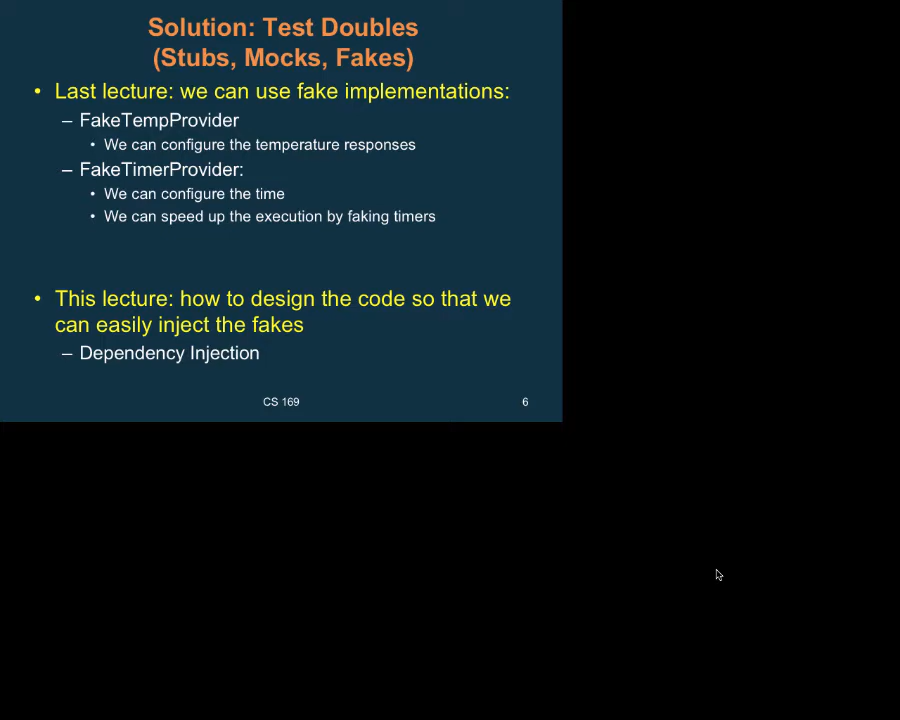 Solution: Test Doubles
(Stubs, Mocks, Fakes)
• Last lecture: we can use fake implementations:
– FakeTempProvider
• We can configure the temperature responses
– FakeTimerProvider:
• We can configure the time
• We can speed up the execution by faking timers
• This lecture: how to design the code so that we
can easily inject the fakes
– Dependency Injection
CS 169
6